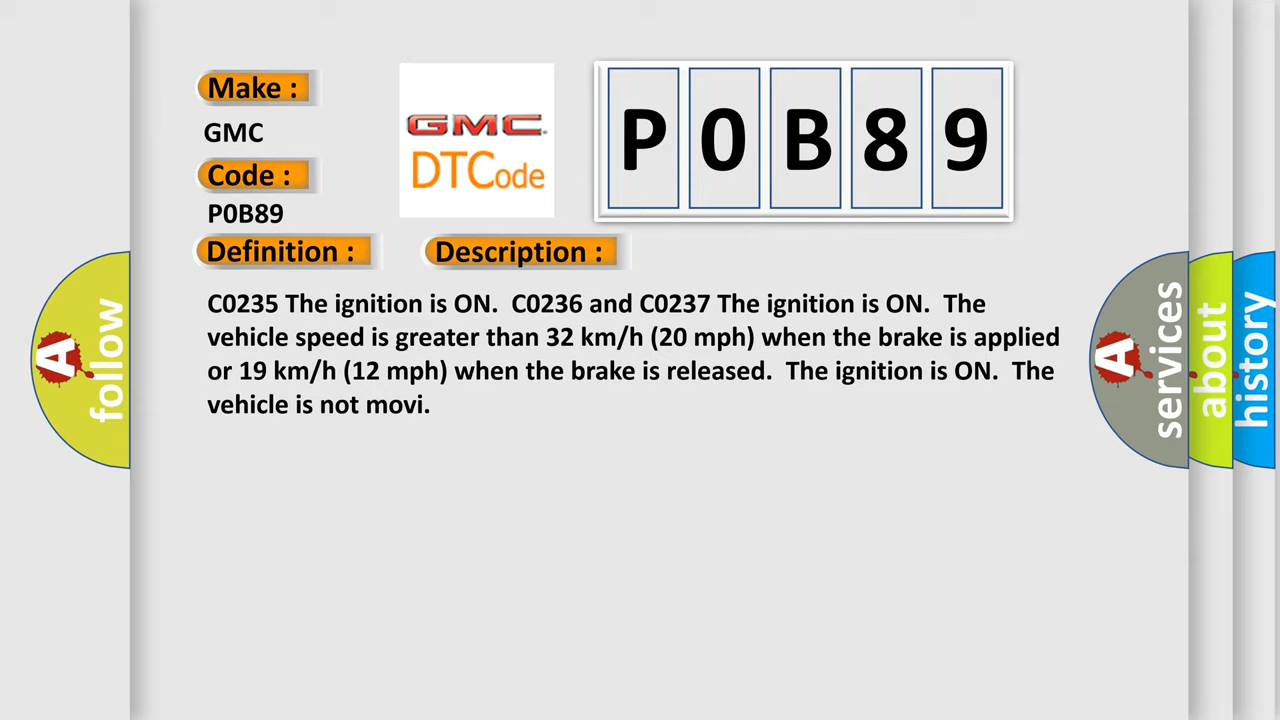 Make :
GMC
Code :
P0B89
Definition :
Description :
GMC
DTCode
P0B89
C0235 The ignition is ON.  C0236 and C0237 The ignition is ON.  The
vehicle speed is greater than 32 km/h (20 mph) when the brake is applied
or 19 km/h (12 mph) when the brake is released.  The ignition is ON.  The
vehicle is not movi.
A
follow
A
services
about
history